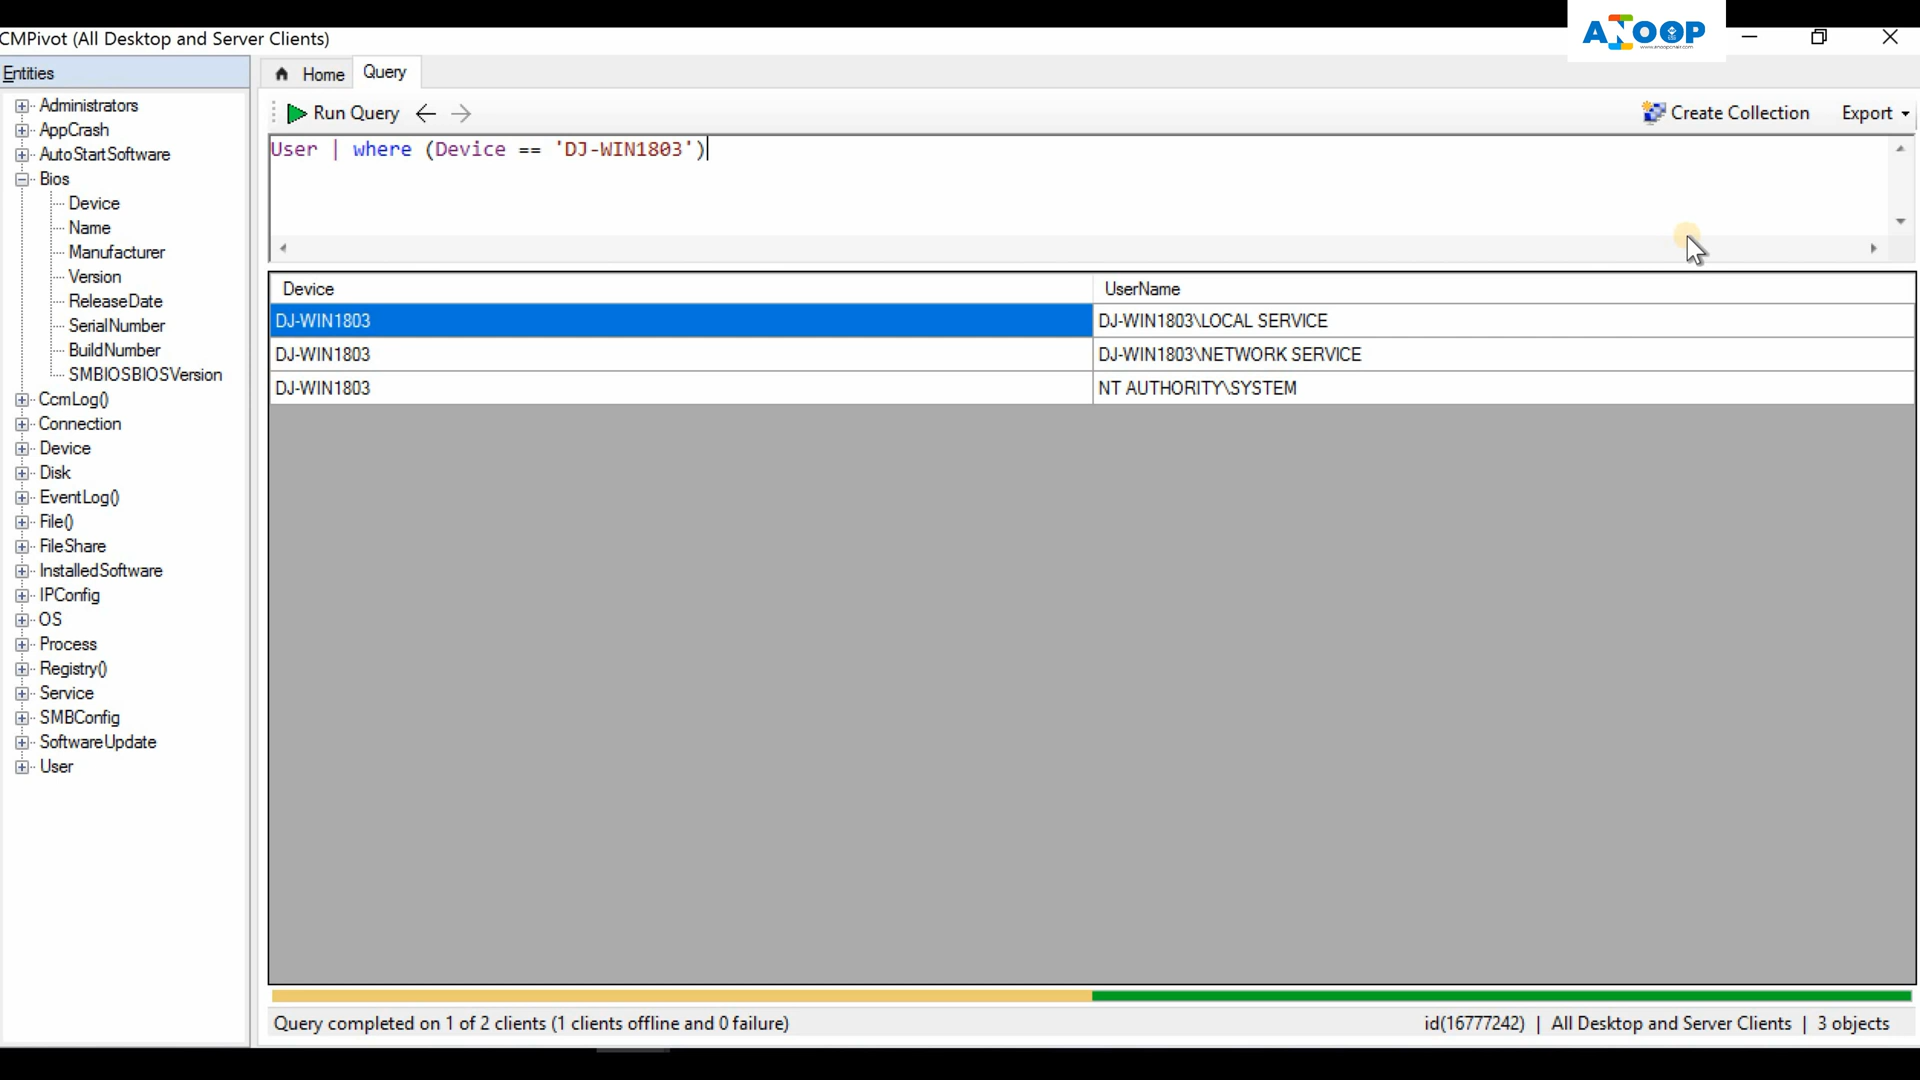 ANOOP
www.anoopcnair.com
CMPivot (All Desktop and Server Clients)
Entities
Administrators
AppCrash
AutoStartSoftware
Bios
Device
Name
Manufacturer
Version
ReleaseDate
SerialNumber
BuildNumber
SMBIOSBIOSVersion
CcmLog()
Connection
Device
Disk
EventLog()
File()
FileShare
InstalledSoftware
IPConfig
OS
Process
Registry()
Service
SMBConfig
SoftwareUpdate
User
Home Query
Run Query Create Collection Export
User | where (Device == 'DJ-WIN1803')
Device UserName
DJ-WIN1803 DJ-WIN1803\LOCAL SERVICE
DJ-WIN1803 DJ-WIN1803\NETWORK SERVICE
DJ-WIN1803 NT AUTHORITY\SYSTEM
Query completed on 1 of 2 clients (1 clients offline and 0 failure) id(16777242) | All Desktop and Server Clients | 3 objects